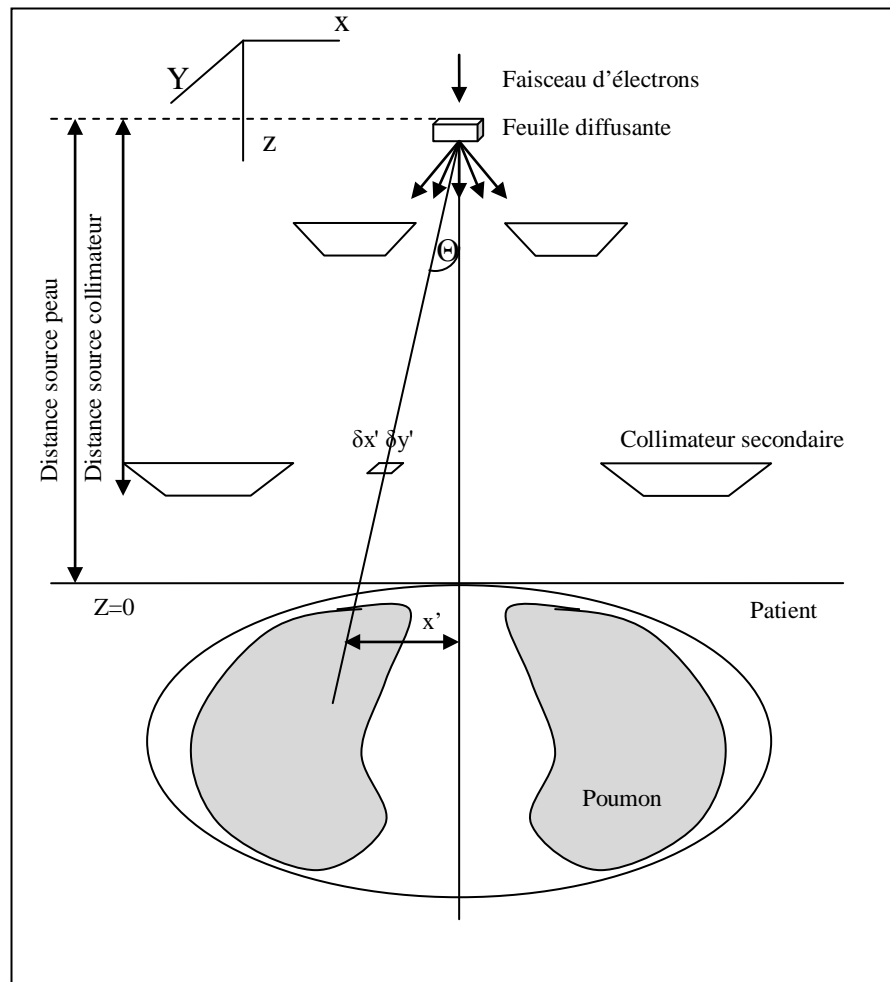 x
Y
z
Faisceau d'électrons
Feuille diffusante
Θ
Distance source peau
Distance source collimateur
δx' δy'
Collimateur secondaire
Z=0
Patient
x’
Poumon